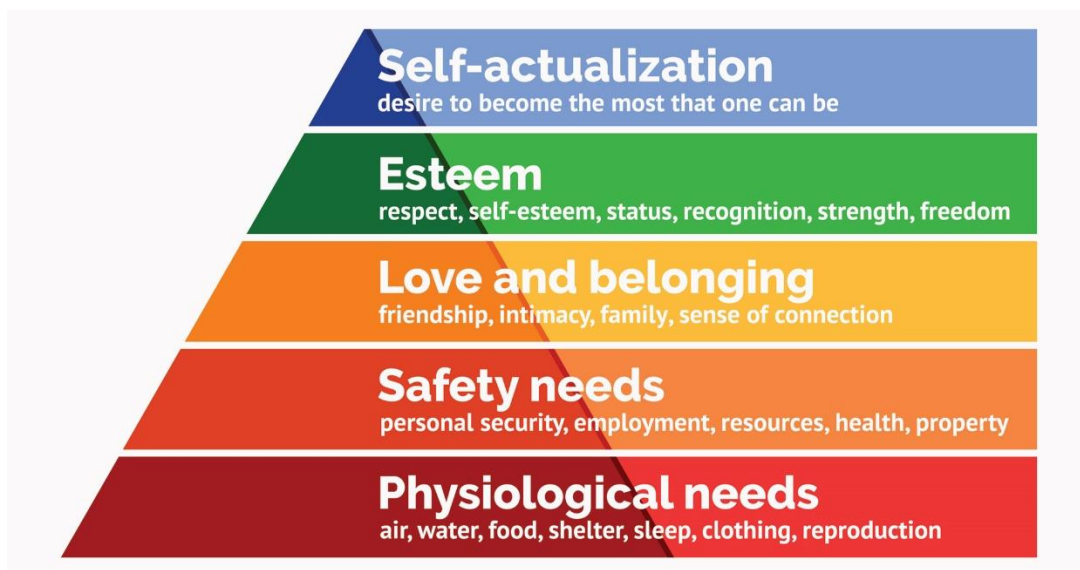 Self-actualization
desire to become the most that one can be
Esteem
respect, self-esteem, status, recognition, strength, freedom
Love and belonging
friendship, intimacy, family, sense of connection
Safety needs
personal security, employment, resources, health, property
Physiological needs
air, water, food, shelter, sleep, clothing, reproduction